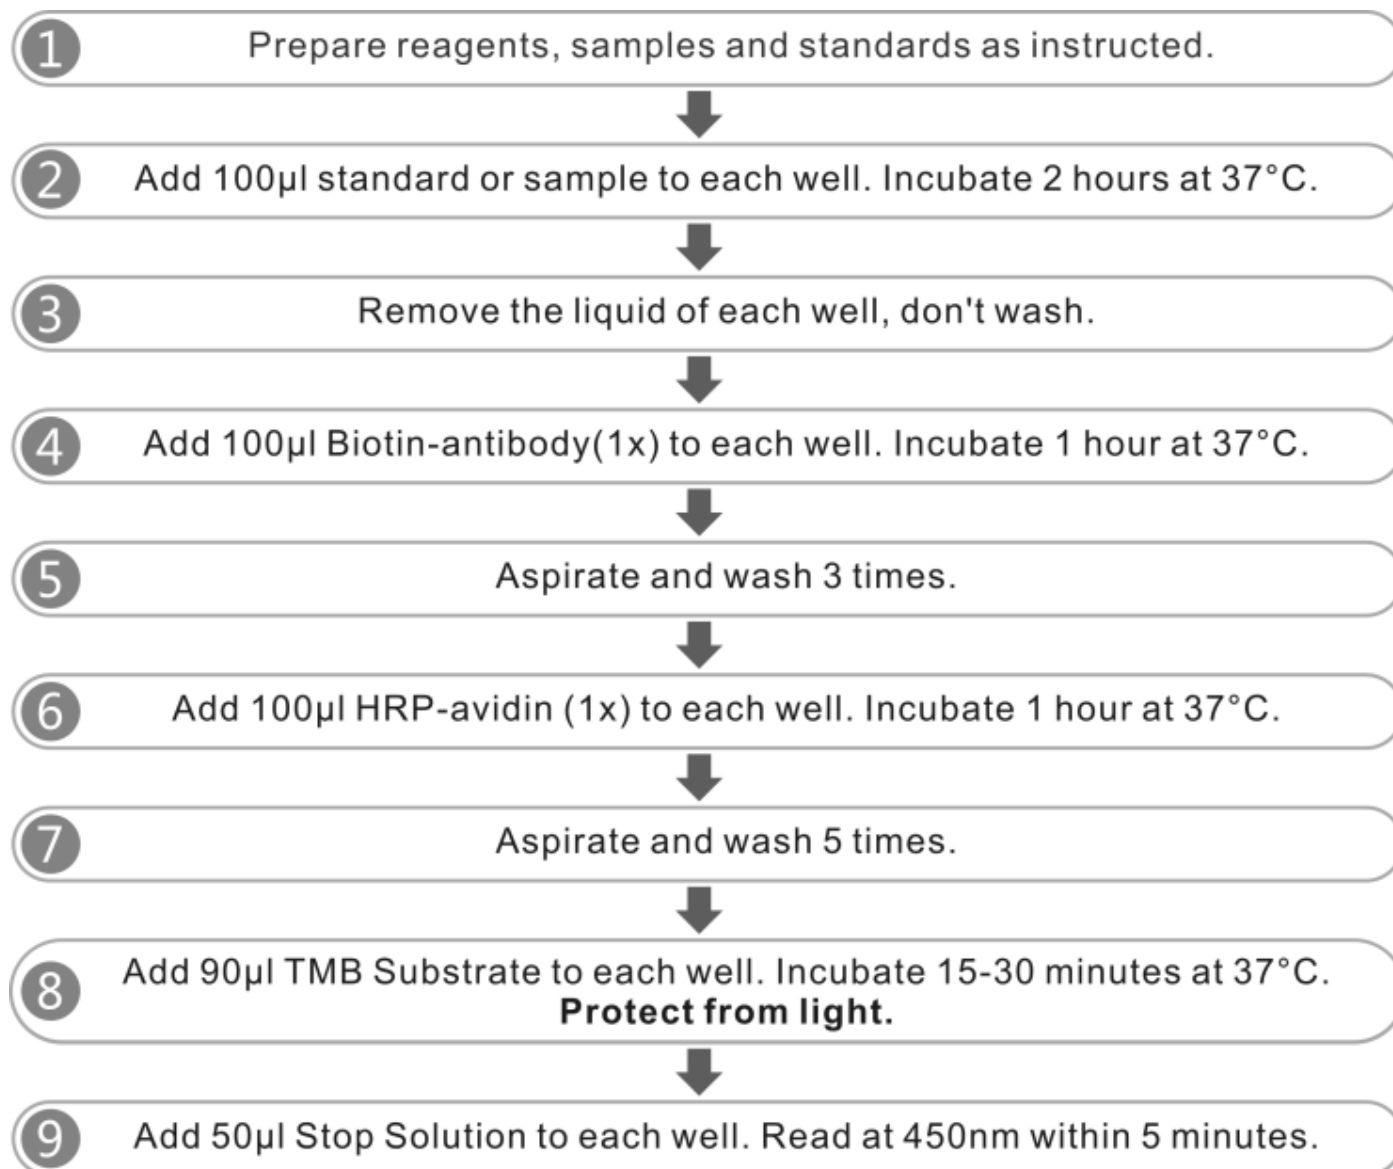 1 Prepare reagents, samples and standards as instructed.
2 Add 100µl standard or sample to each well. Incubate 2 hours at 37°C.
3 Remove the liquid of each well, don't wash.
4 Add 100µl Biotin-antibody(1x) to each well. Incubate 1 hour at 37°C.
5 Aspirate and wash 3 times.
6 Add 100µl HRP-avidin (1x) to each well. Incubate 1 hour at 37°C.
7 Aspirate and wash 5 times.
8 Add 90µl TMB Substrate to each well. Incubate 15-30 minutes at 37°C.
Protect from light.
9 Add 50µl Stop Solution to each well. Read at 450nm within 5 minutes.